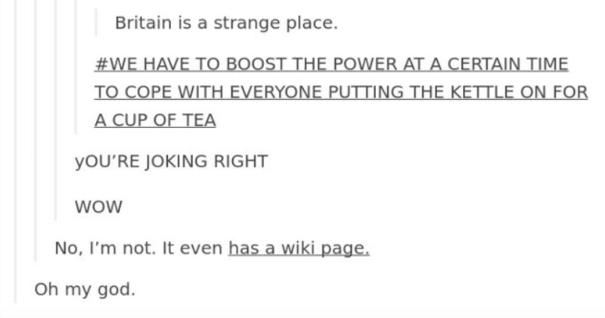 Britain is a strange place.
#WE HAVE TO BOOST THE POWER AT A CERTAIN TIME
TO COPE WITH EVERYONE PUTTING THE KETTLE ON FOR
A CUP OF TEA
yOU’RE JOKING RIGHT
WOW
No, I’m not. It even has a wiki page.
Oh my god.